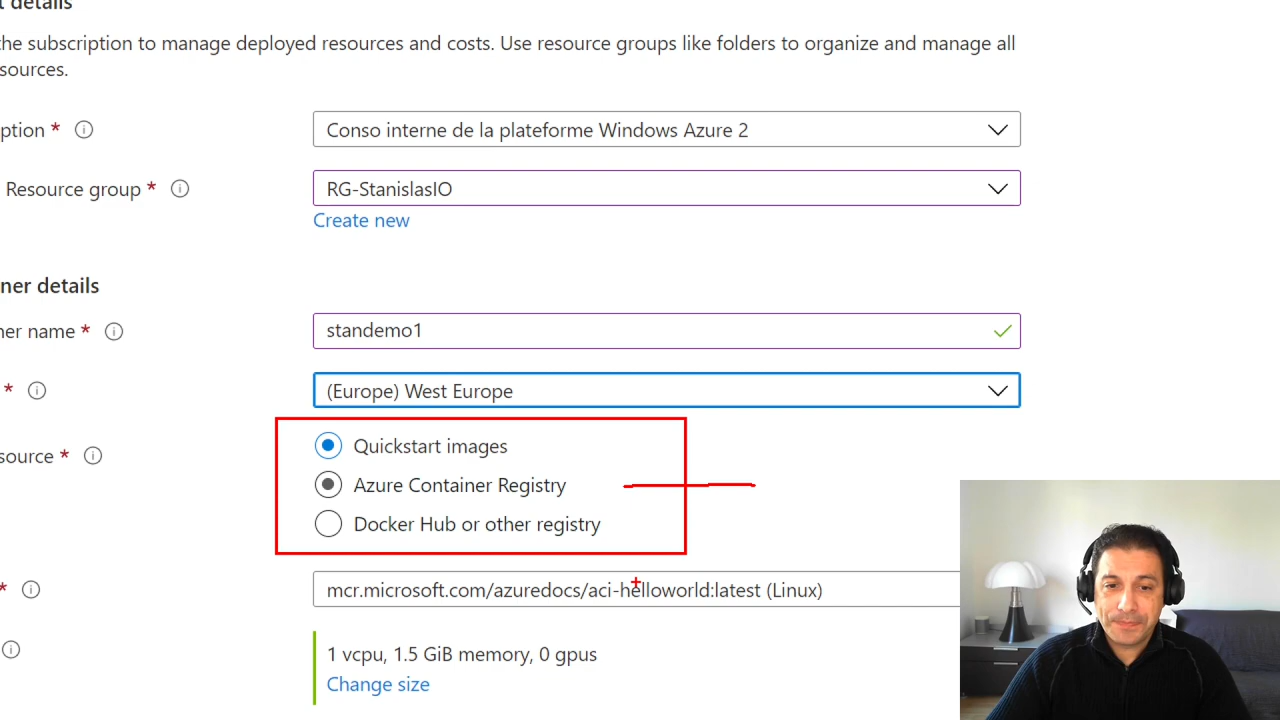 t details
the subscription to manage deployed resources and costs. Use resource groups like folders to organize and manage all
sources.
ption *
Conso interne de la plateforme Windows Azure 2
Resource group *
RG-StanislasIO
Create new
ner details
ner name *
standemo1
*
(Europe) West Europe
source *
Quickstart images
Azure Container Registry
Docker Hub or other registry
*
mcr.microsoft.com/azuredocs/aci-helloworld:latest (Linux)
1 vcpu, 1.5 GiB memory, 0 gpus
Change size